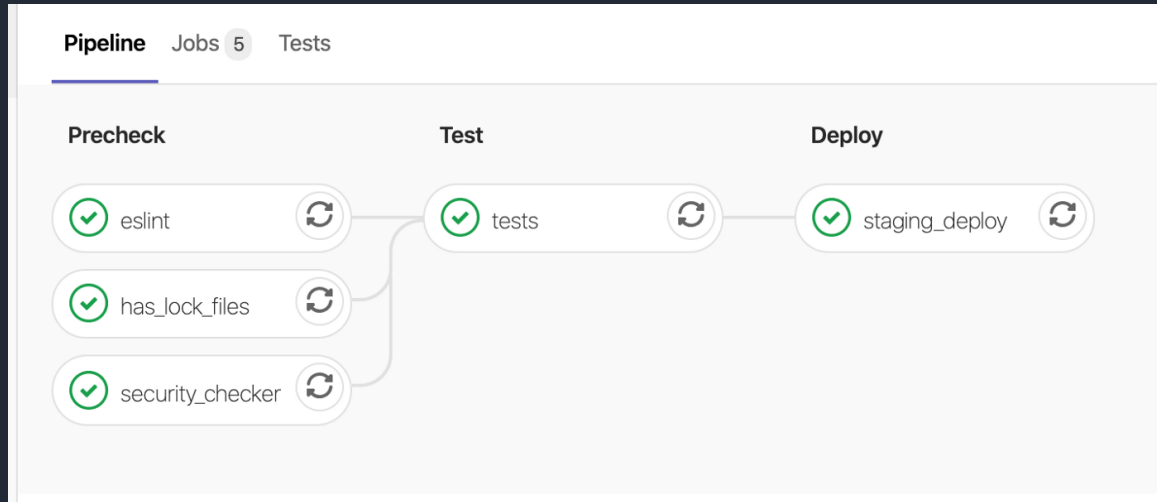 Pipeline Jobs 5 Tests
Precheck Test Deploy
eslint tests staging_deploy
has_lock_files
security_checker